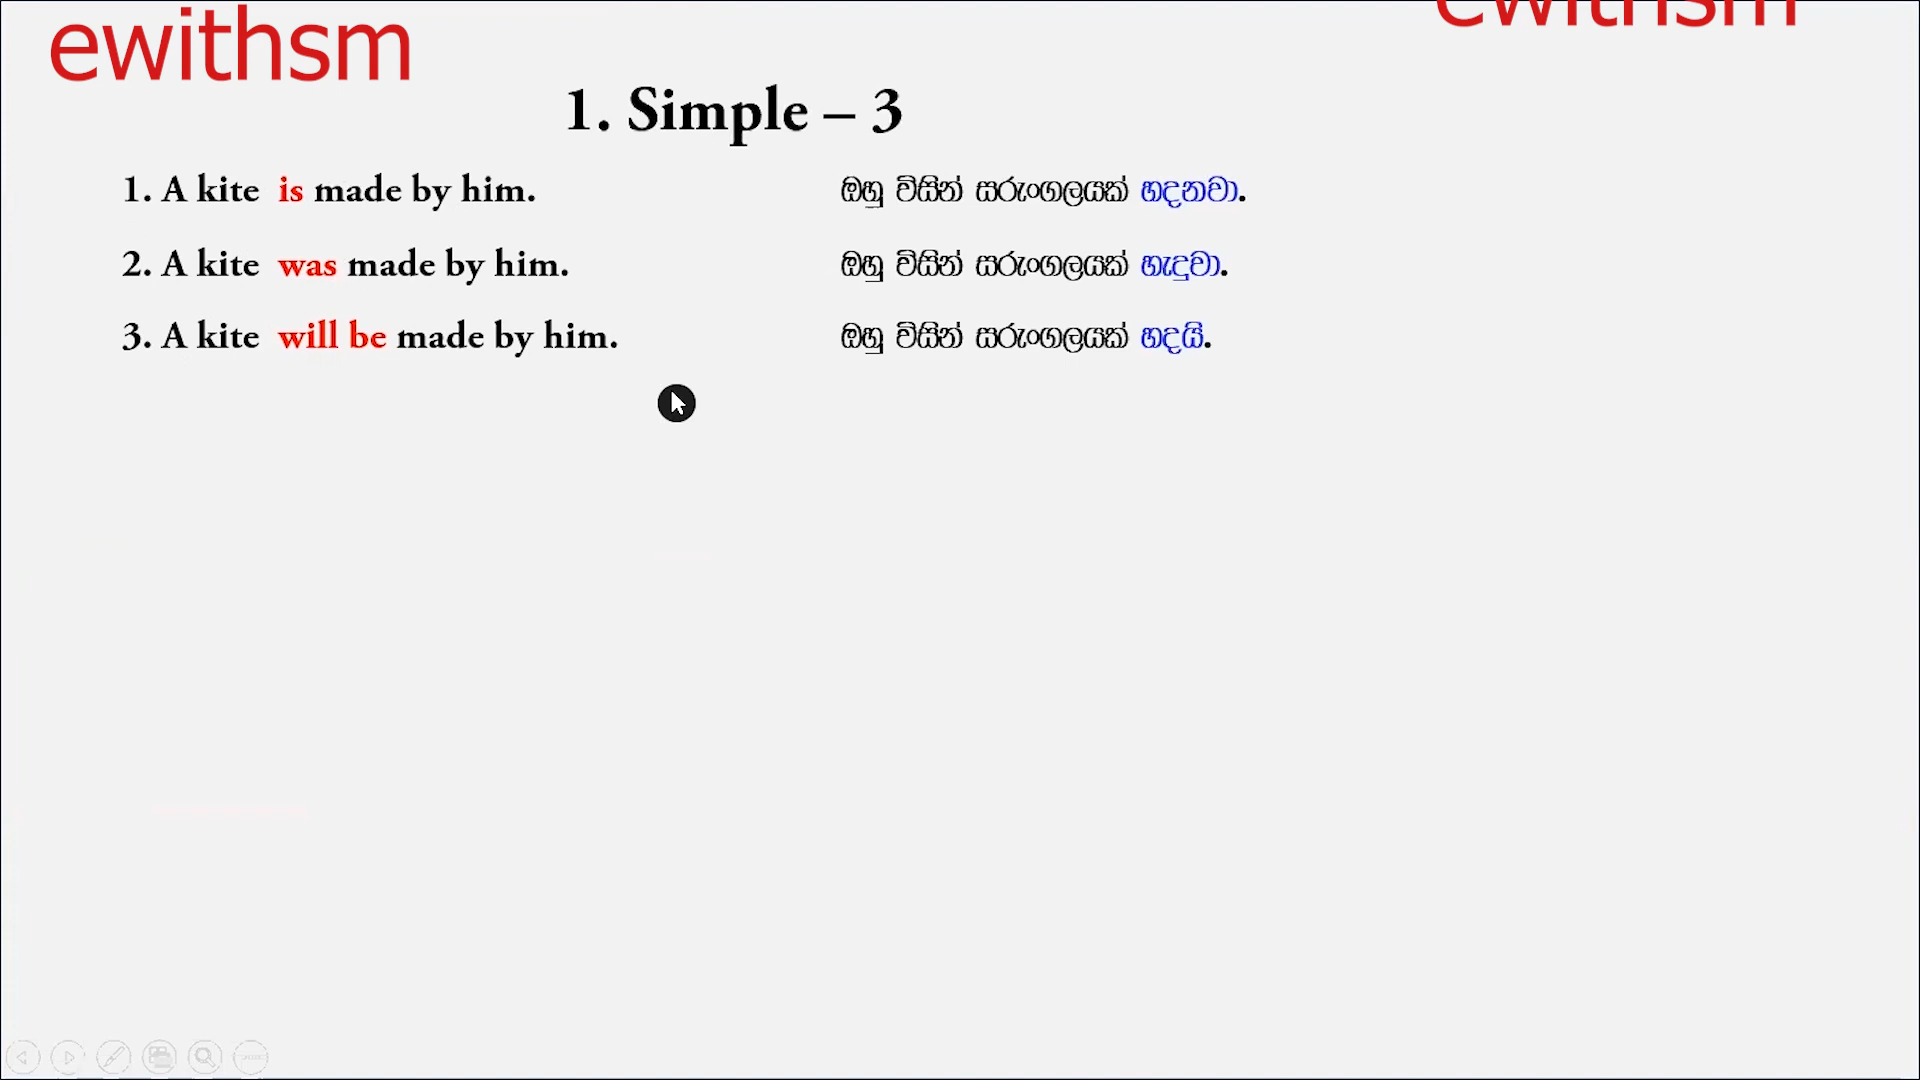 ewithsm
ewithsm
1. Simple – 3
1. A kite is made by him. ඔහු විසින් සරුංගලයක් හදනවා.
2. A kite was made by him. ඔහු විසින් සරුංගලයක් හැදුවා.
3. A kite will be made by him. ඔහු විසින් සරුංගලයක් හදයි.